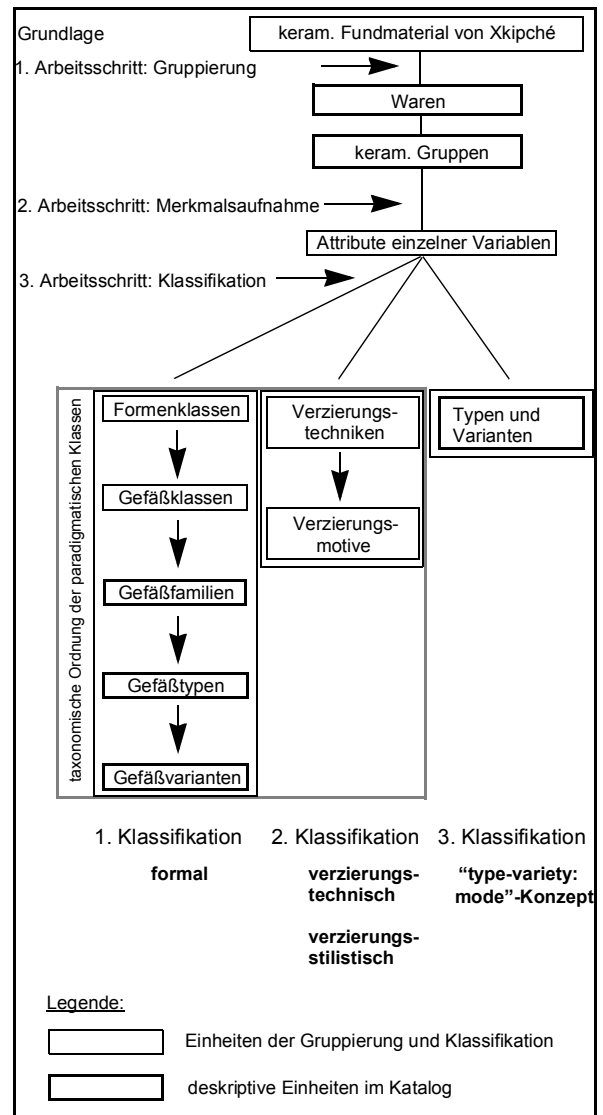 Grundlage
keram. Fundmaterial von Xkipché
1. Arbeitsschritt: Gruppierung
Waren
keram. Gruppen
2. Arbeitsschritt: Merkmalsaufnahme
Attribute einzelner Variablen
3. Arbeitsschritt: Klassifikation
taxonomische Ordnung der paradigmatischen Klassen
Formenklassen
Gefäßklassen
Gefäßfamilien
Gefäßtypen
Gefäßvarianten
Verzierungs-
techniken
Verzierungs-
motive
Typen und
Varianten
1. Klassifikation
formal
2. Klassifikation
verzierungs-
technisch
verzierungs-
stilistisch
3. Klassifikation
“type-variety:
mode”-Konzept
Legende:
Einheiten der Gruppierung und Klassifikation
deskriptive Einheiten im Katalog